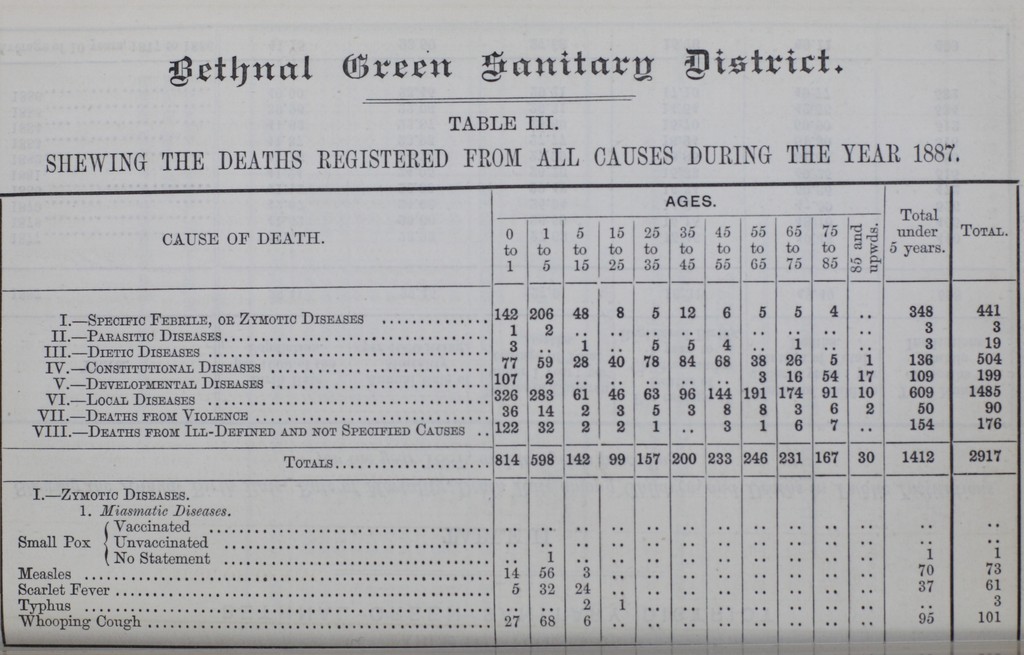 Bethnal Green Sanitary District.
TABLE III.
SHEWING THE DEATHS REGISTERED FROM ALL CAUSES DURING THE YEAR 1887.
CAUSE OF DEATH. AGES. Total under 5 years. TOTAL.
0 to 1 1 to 5 5 to 15 15 to 25 25 to 35 35 to 45 45 to 55 55 to 65 65 to 75 75 to 85 85 and upwds.
I.—SPECIFIC FEBRILE, OR ZYMOTIC DISEASES 142 206 48 8 5 12 6 5 5 4 .. 348 441
II.—PARASITIC DISEASES 1 2 .. .. .. .. .. .. .. .. .. 3 3
III.—DIETIC DISEASES 3 .. 1 .. 5 5 4 .. 1 .. .. 3 19
IV.—CONSTITUTIONAL DISEASES 77 59 28 40 78 84 68 38 26 5 1 136 504
V.—DEVELOPMENTAL DISEASES 107 2 .. .. .. .. .. 3 16 54 17 109 199
VI.—LOCAL DISEASES 326 283 61 46 63 96 144 191 174 91 10 609 1485
VII.—DEATHS FROM VIOLENCE 36 14 2 3 5 3 8 8 3 6 2 50 90
VIII.—DEATHS FROM ILL-DEFINED AND NOT SPECIFIED CAUSES .. 122 32 2 2 1 .. 3 1 6 7 .. 154 176
TOTALS 814 598 142 99 157 200 233 246 231 167 30 1412 2917
I.—ZYMOTIC DISEASES.
1. Miasmatic Diseases.
Vaccinated .. .. .. .. .. .. .. .. .. .. .. .. ..
Small Pox { Unvaccinated .. .. .. .. .. .. .. .. .. .. .. .. ..
No Statement .. 1 .. .. .. .. .. .. .. .. .. 1 1
Measles 14 56 3 .. .. .. .. .. .. .. .. 70 73
Scarlet Fever 5 32 24 .. .. .. .. .. .. .. .. 37 61
Typhus .. .. 2 1 .. .. .. .. .. .. .. .. 3
Whooping Cough 27 68 6 .. .. .. .. .. .. .. .. 95 101